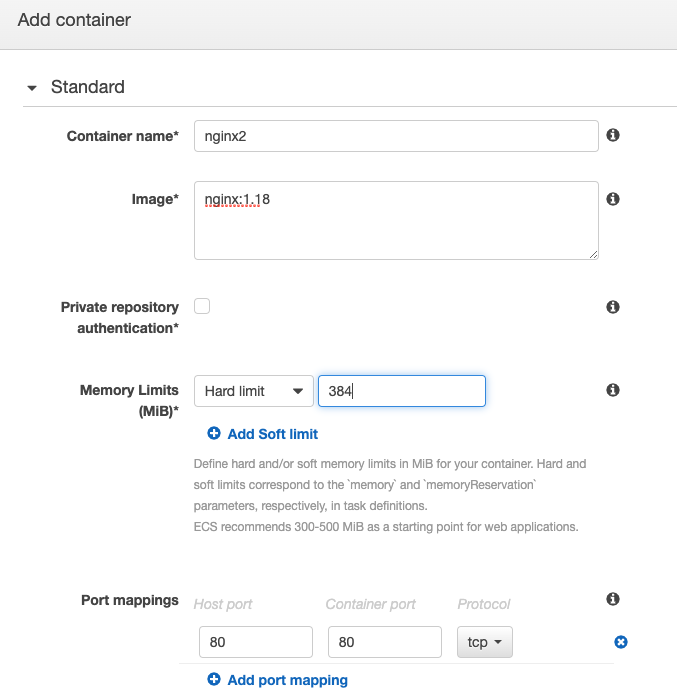 Add container
Standard
Container name*
nginx2
Image*
nginx:1.18
Private repository
authentication*
Memory Limits
(MiB)*
Hard limit
384
Add Soft limit
Define hard and/or soft memory limits in MiB for your container. Hard and
soft limits correspond to the `memory` and `memoryReservation`
parameters, respectively, in task definitions.
ECS recommends 300-500 MiB as a starting point for web applications.
Port mappings
Host port
Container port
Protocol
80
80
tcp
Add port mapping